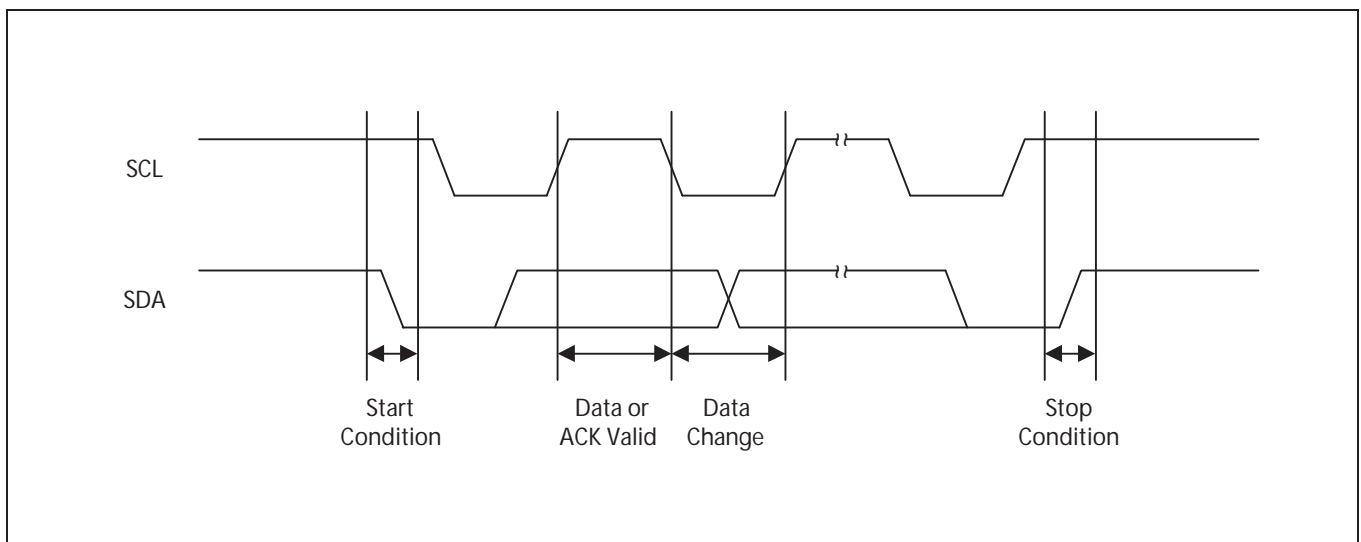 SCL
SDA
Start
Condition
Data or
ACK Valid
Data
Change
Stop
Condition